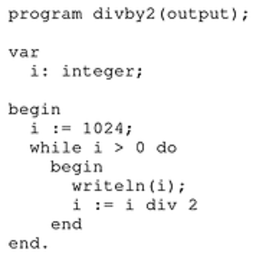 program divby2(output);

var
  i: integer;

begin
  i := 1024;
  while i > 0 do
    begin
      writeln(i);
      i := i div 2
    end
end.